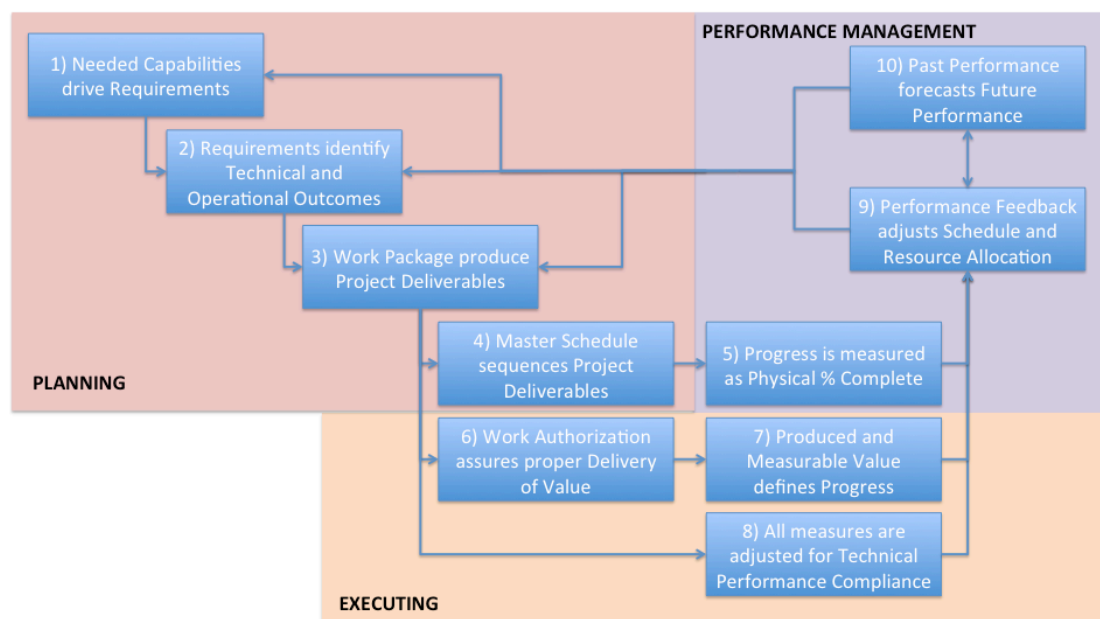 PERFORMANCE MANAGEMENT
1) Needed Capabilities
drive Requirements
10) Past Performance
forecasts Future
Performance
2) Requirements identify
Technical and
Operational Outcomes
9) Performance Feedback
adjusts Schedule and
Resource Allocation
3) Work Package produce
Project Deliverables
4) Master Schedule
sequences Project
Deliverables
5) Progress is measured
as Physical % Complete
PLANNING
6) Work Authorization
assures proper Delivery
of Value
7) Produced and
Measurable Value
defines Progress
8) All measures are
adjusted for Technical
Performance Compliance
EXECUTING